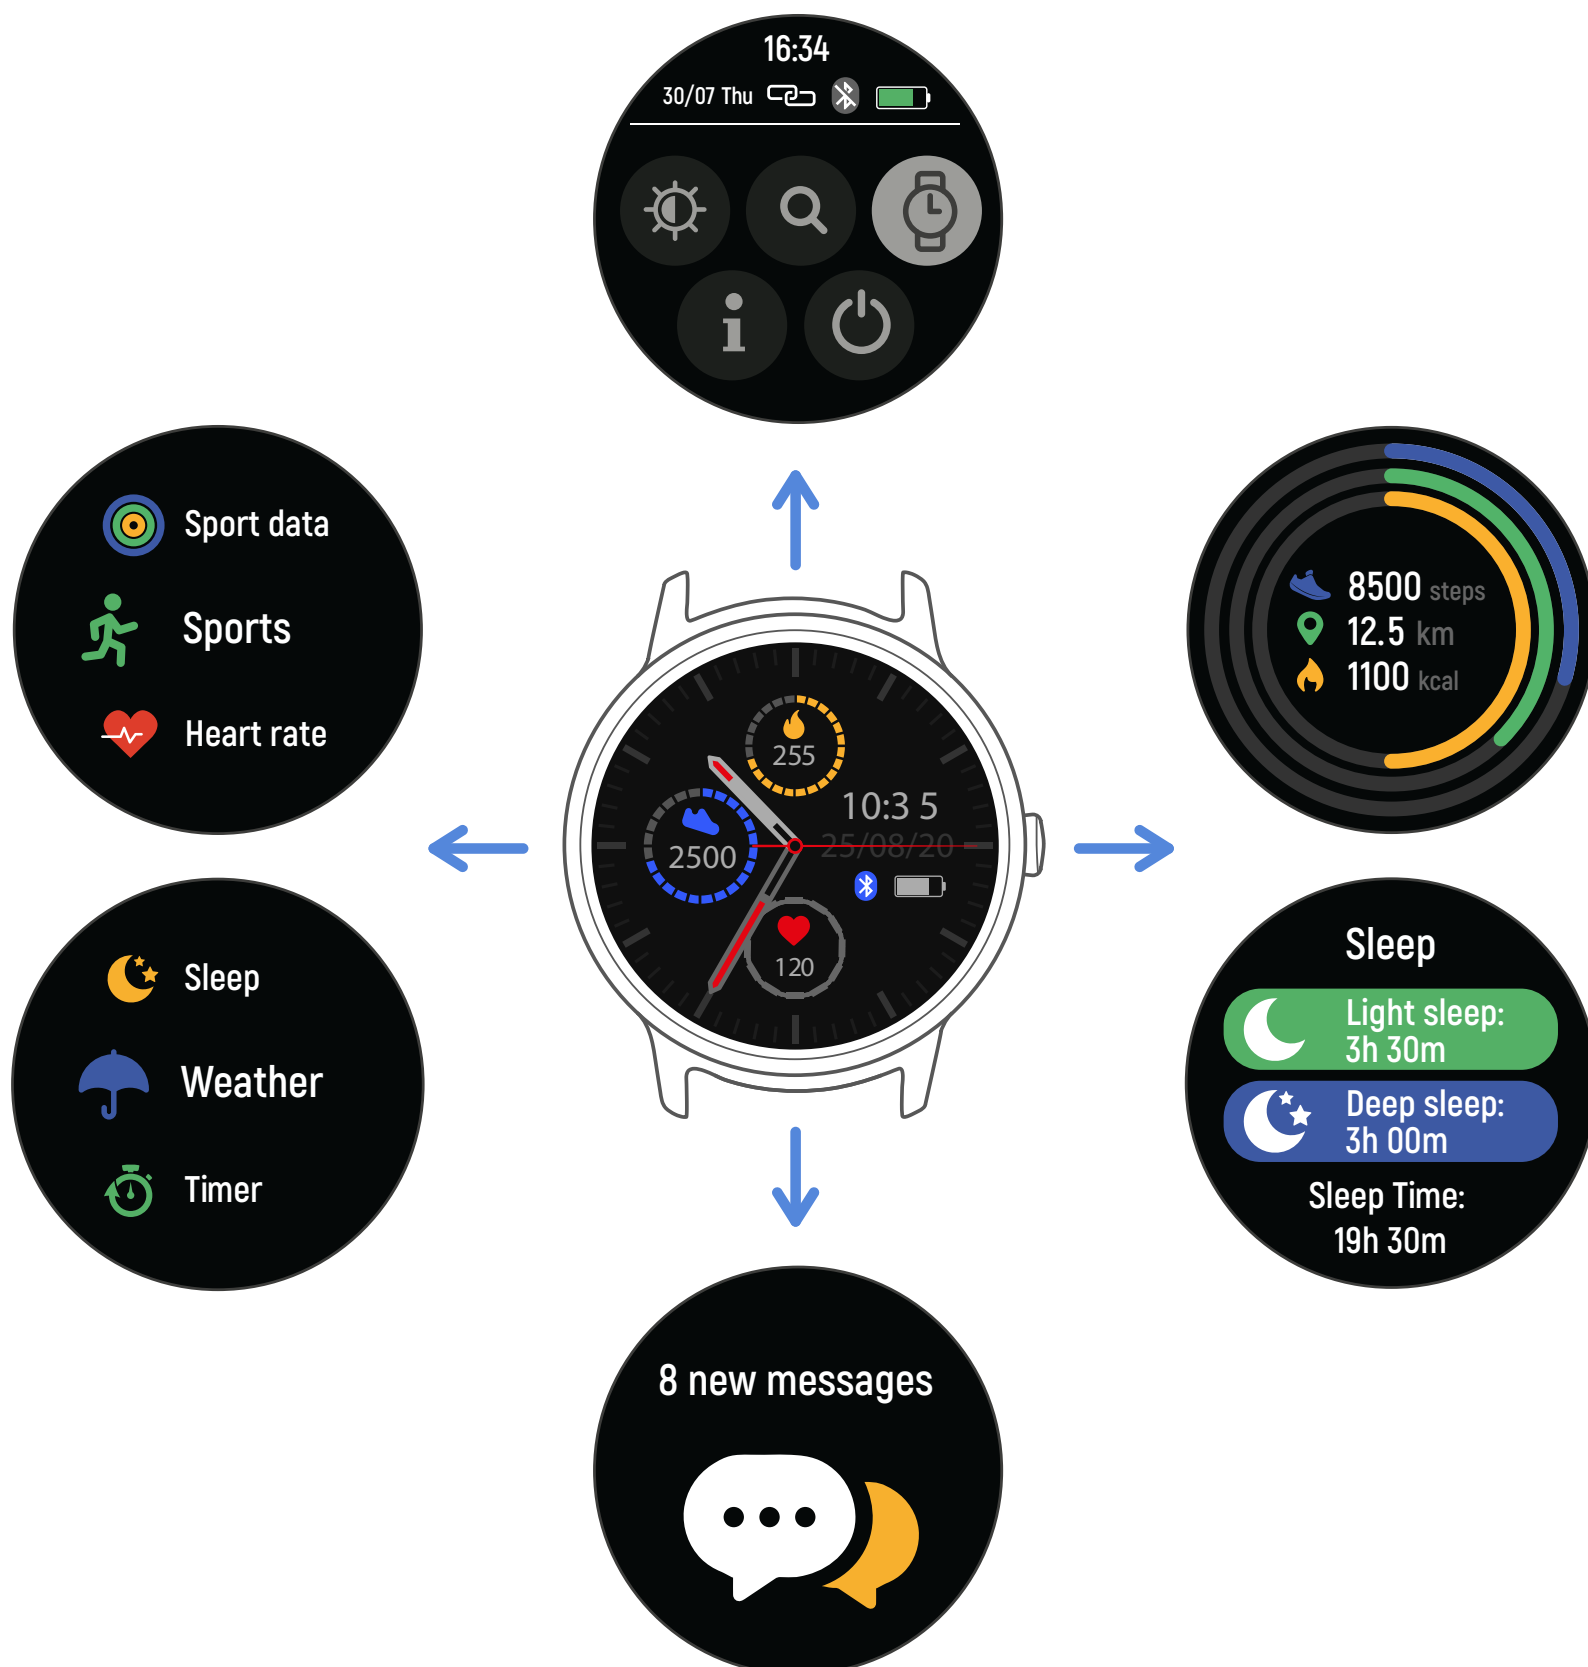 16:34
30/07 Thu
Sport data
Sports
Heart rate
8500 steps
12.5 km
1100 kcal
255
10:3 5
2500
25/08/20
120
Sleep
Weather
Timer
Sleep
Light sleep:
3h 30m
Deep sleep:
3h 00m
Sleep Time:
19h 30m
8 new messages